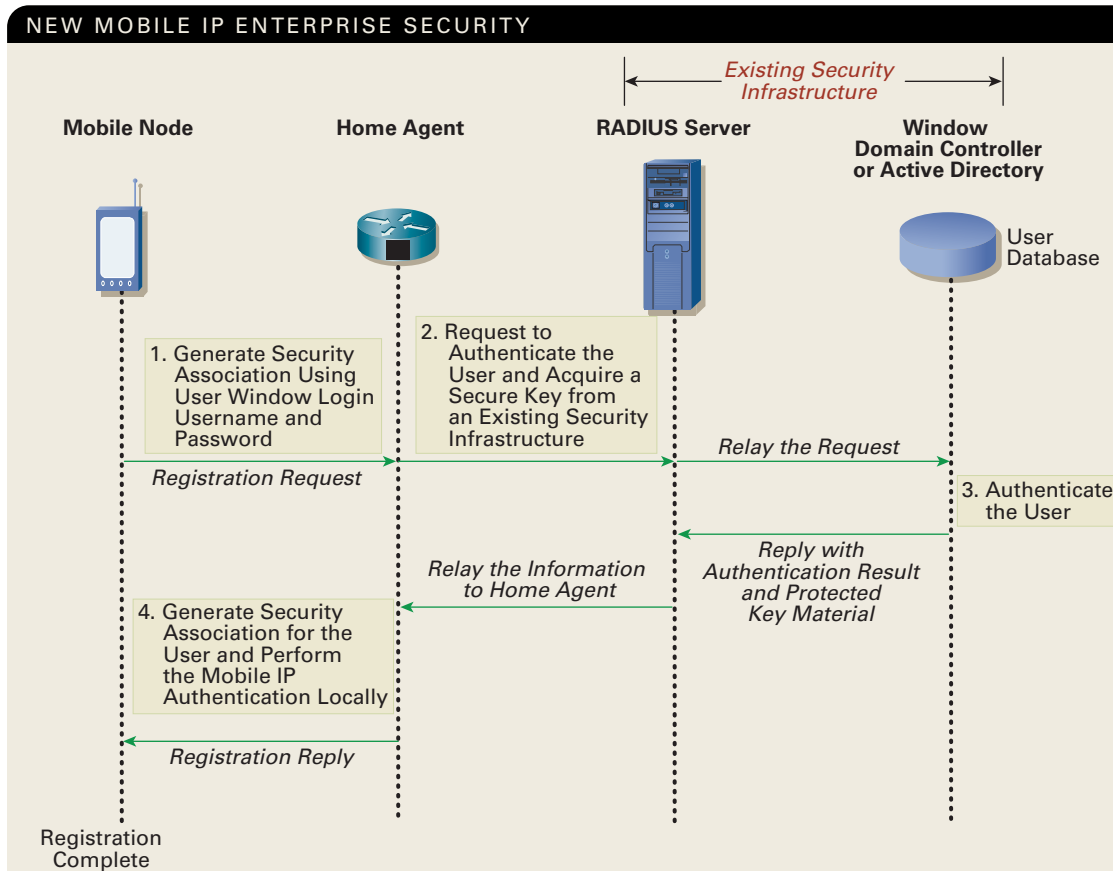 NEW MOBILE IP ENTERPRISE SECURITY
Existing Security
Infrastructure
Mobile Node
Home Agent
RADIUS Server
Window
Domain Controller
or Active Directory
User
Database
1. Generate Security
Association Using
User Window Login
Username and
Password
2. Request to
Authenticate the
User and Acquire a
Secure Key from
an Existing Security
Infrastructure
Registration Request
Relay the Request
3. Authenticate
the User
Reply with
Authentication Result
and Protected
Key Material
Relay the Information
to Home Agent
4. Generate Security
Association for the
User and Perform
the Mobile IP
Authentication Locally
Registration Reply
Registration
Complete